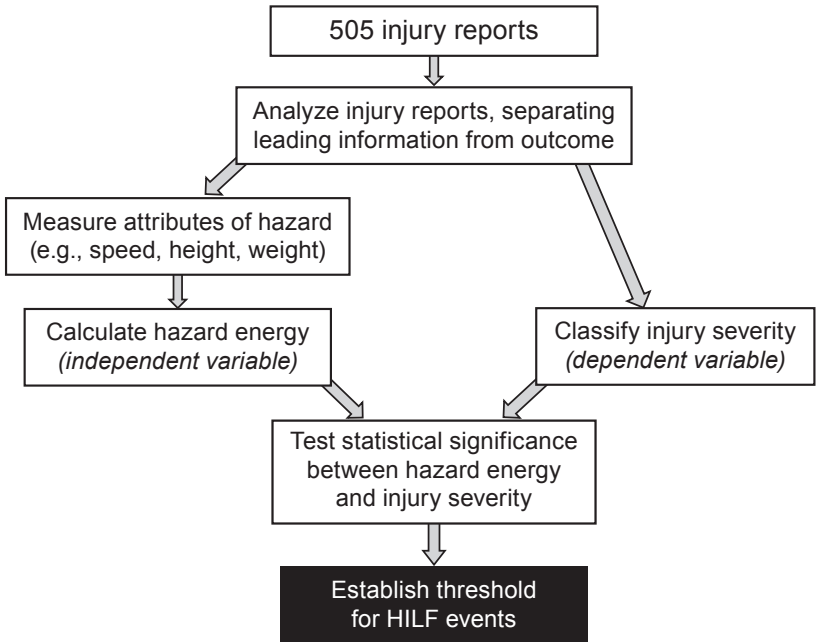 505 injury reports
Analyze injury reports, separating
leading information from outcome
Measure attributes of hazard
(e.g., speed, height, weight)
Calculate hazard energy
(independent variable)
Classify injury severity
(dependent variable)
Test statistical significance
between hazard energy
and injury severity
Establish threshold
for HILF events